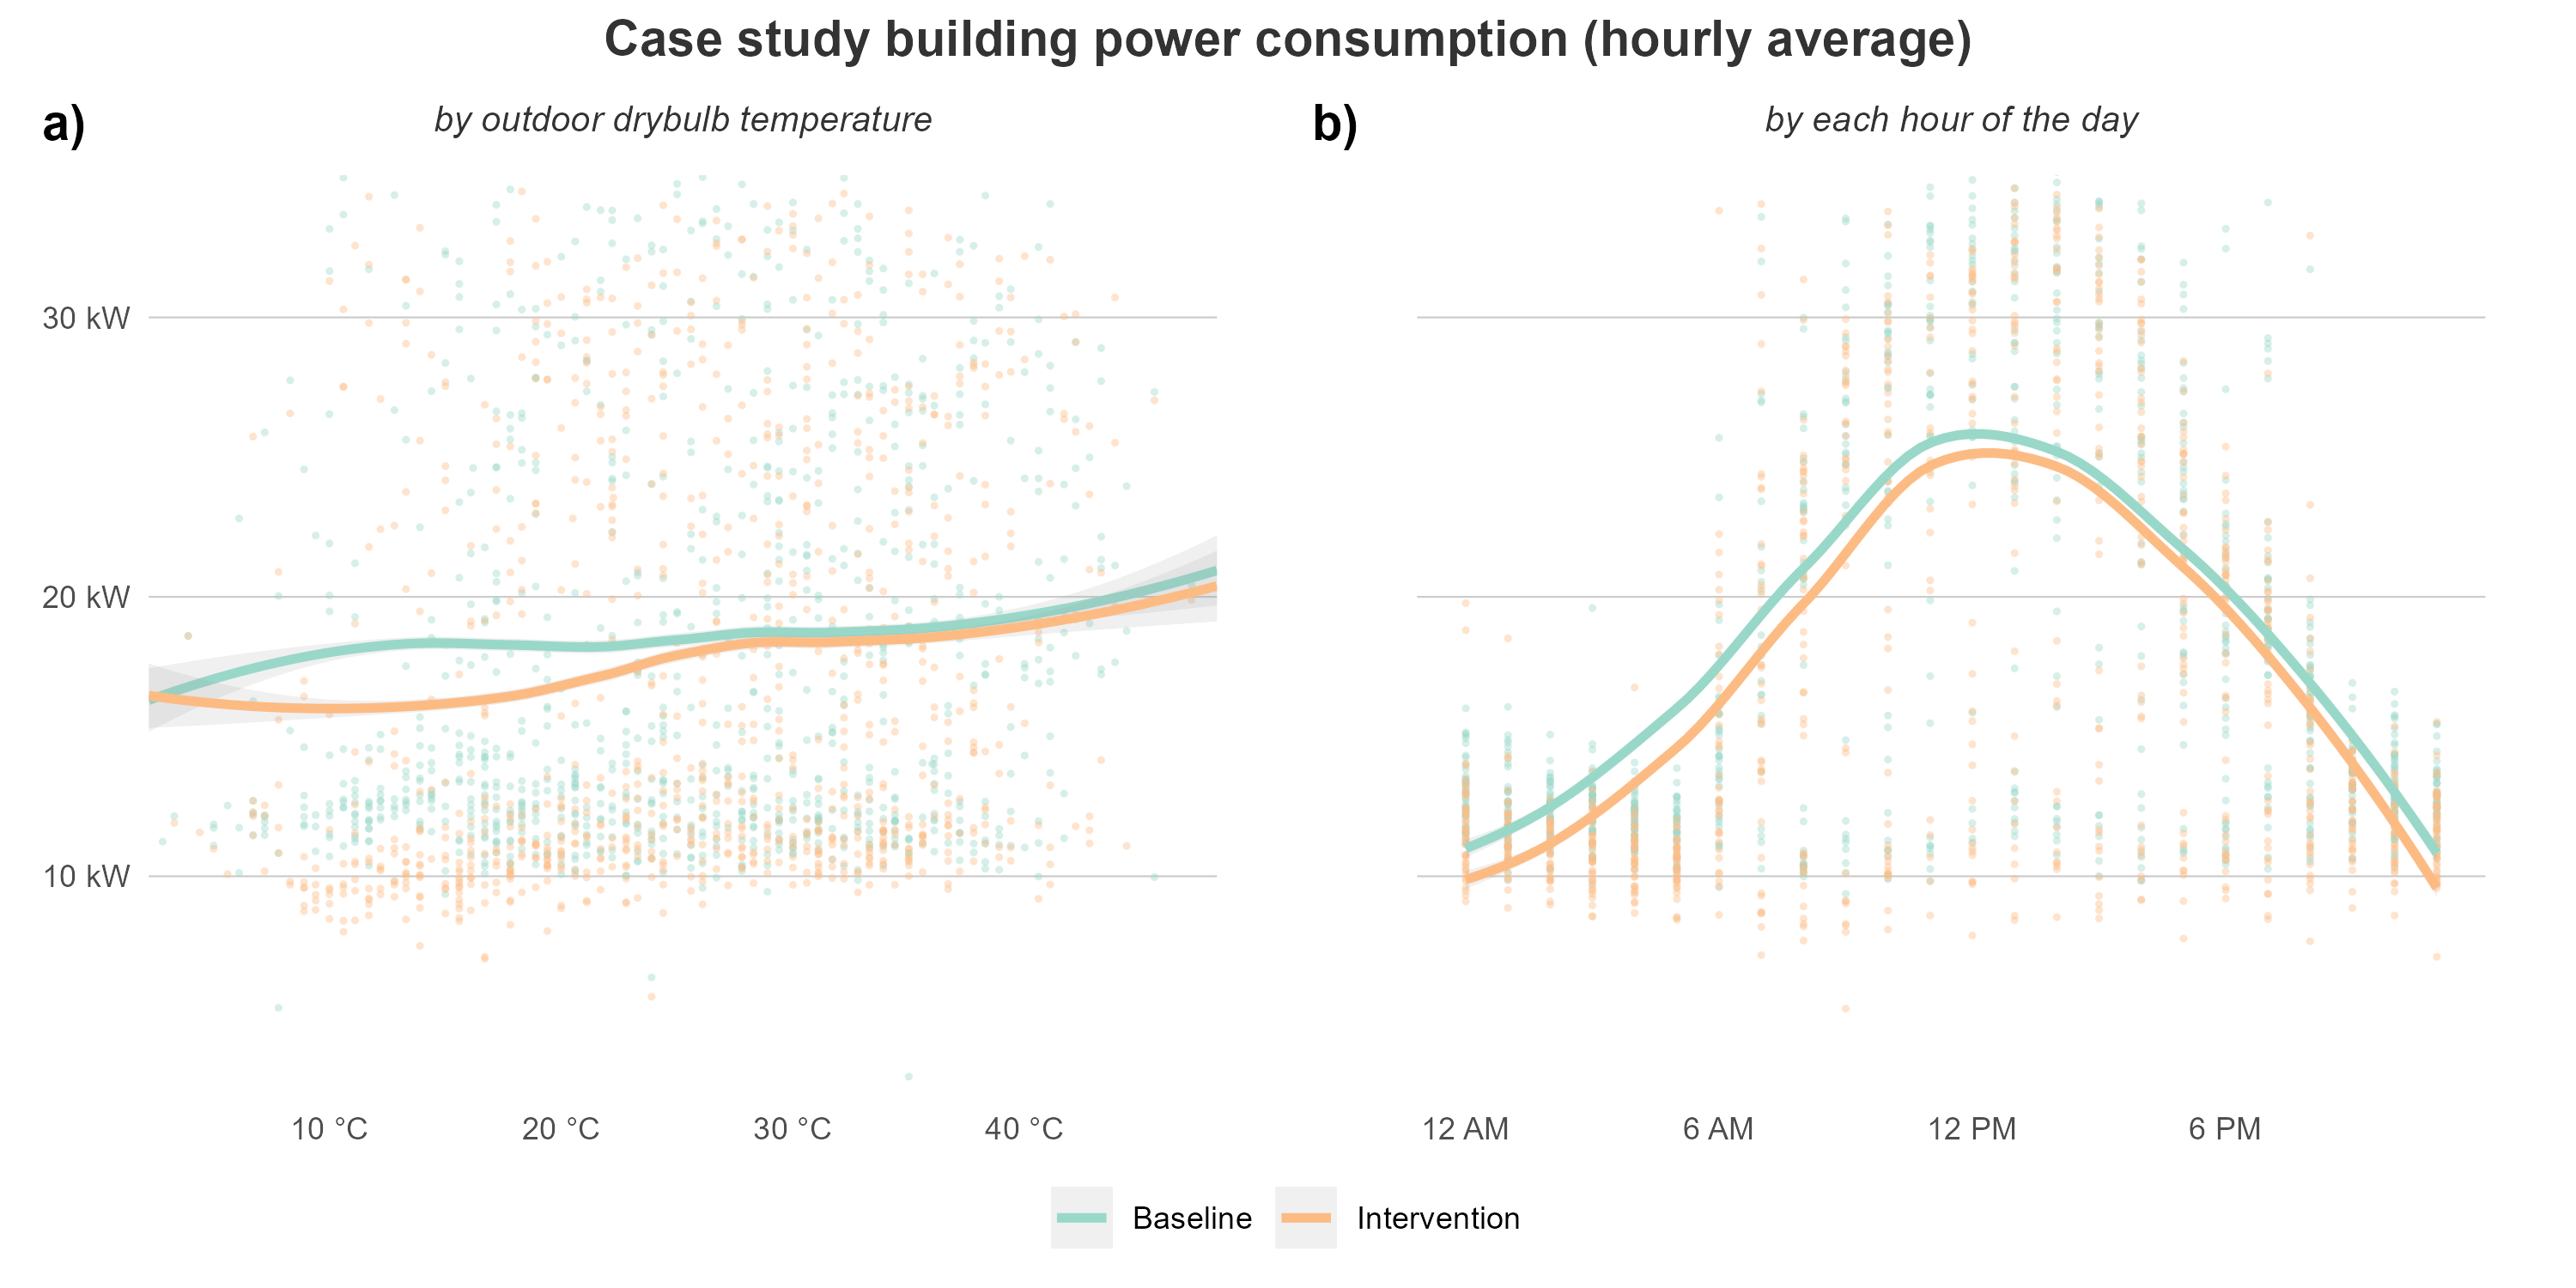 Case study building power consumption (hourly average)
a)
by outdoor drybulb temperature
30 kW
20 kW
10 kW
10 °C
20 °C
30 °C
40 °C
b)
by each hour of the day
12 AM
6 AM
12 PM
6 PM
Baseline
Intervention